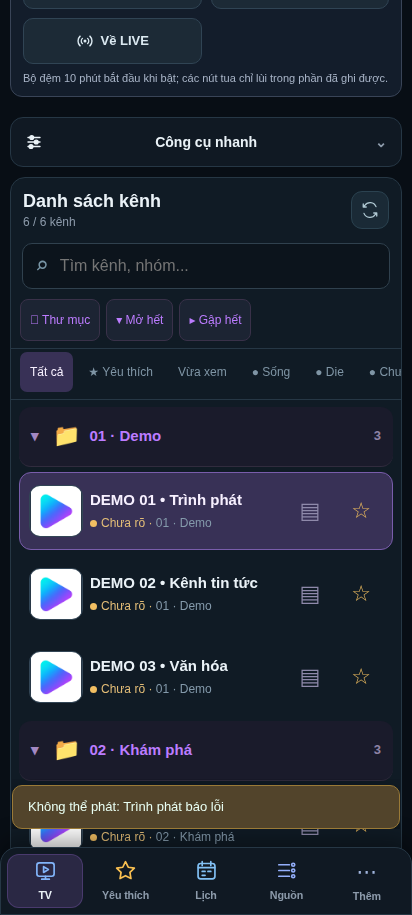 Về LIVE
Bộ đệm 10 phút bắt đầu khi bật; các nút tua chỉ lùi trong phần đã ghi được.
Công cụ nhanh
Danh sách kênh
6 / 6 kênh
Tìm kênh, nhóm...
Thư mục ▾ Mở hết ▸ Gập hết
Tất cả ★ Yêu thích Vừa xem ● Sống ● Die ● Chu
01 · Demo 3
DEMO 01 • Trình phát
Chưa rõ · 01 · Demo
DEMO 02 • Kênh tin tức
Chưa rõ · 01 · Demo
DEMO 03 • Văn hóa
Chưa rõ · 01 · Demo
02 · Khám phá 3
Không thể phát: Trình phát báo lỗi
Chưa rõ · 02 · Khám phá
TV Yêu thích Lịch Nguồn Thêm